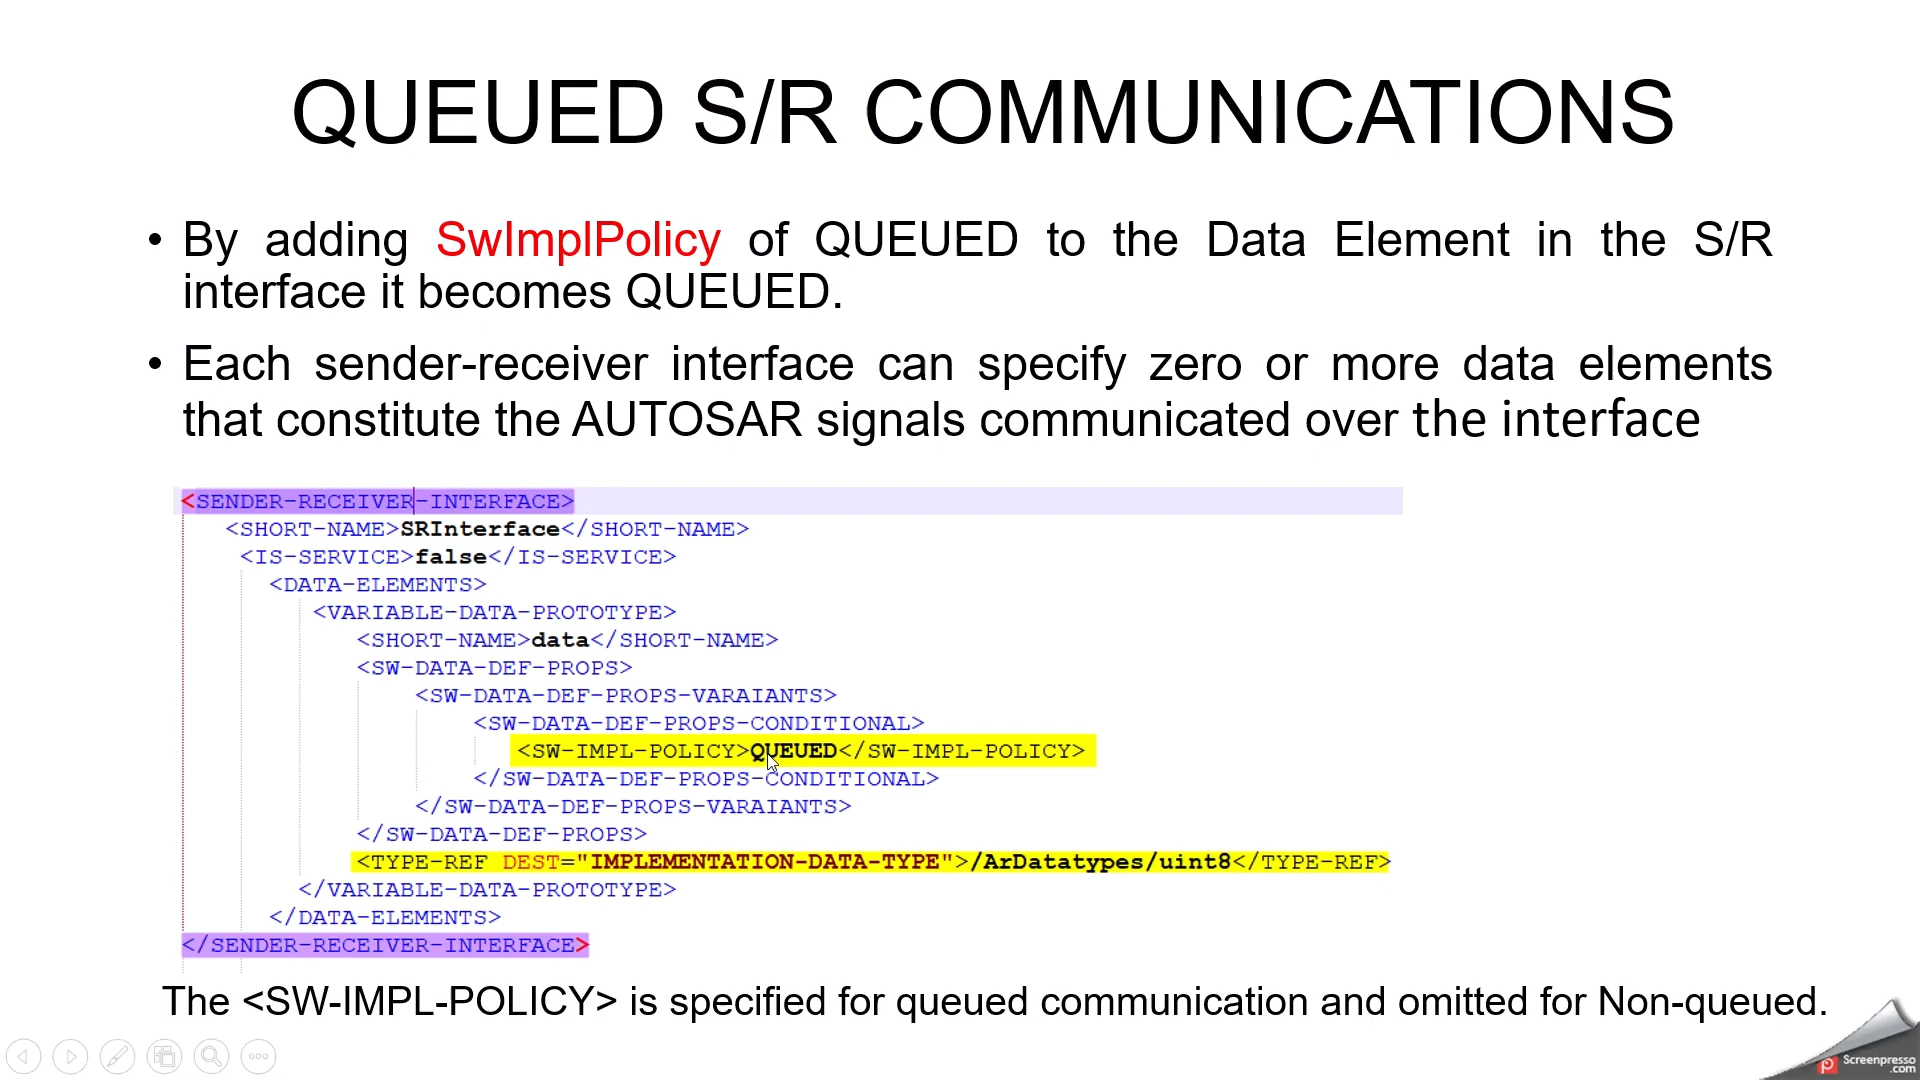 QUEUED S/R COMMUNICATIONS
• By adding SwImplPolicy of QUEUED to the Data Element in the S/R
interface it becomes QUEUED.
• Each sender-receiver interface can specify zero or more data elements
that constitute the AUTOSAR signals communicated over the interface
<SENDER-RECEIVER-INTERFACE>
<SHORT-NAME>SRInterface</SHORT-NAME>
<IS-SERVICE>false</IS-SERVICE>
<DATA-ELEMENTS>
<VARIABLE-DATA-PROTOTYPE>
<SHORT-NAME>data</SHORT-NAME>
<SW-DATA-DEF-PROPS>
<SW-DATA-DEF-PROPS-VARAIANTS>
<SW-DATA-DEF-PROPS-CONDITIONAL>
<SW-IMPL-POLICY>QUEUED</SW-IMPL-POLICY>
</SW-DATA-DEF-PROPS-CONDITIONAL>
</SW-DATA-DEF-PROPS-VARAIANTS>
</SW-DATA-DEF-PROPS>
<TYPE-REF DEST="IMPLEMENTATION-DATA-TYPE">/ArDatatypes/uint8</TYPE-REF>
</VARIABLE-DATA-PROTOTYPE>
</DATA-ELEMENTS>
</SENDER-RECEIVER-INTERFACE>
The <SW-IMPL-POLICY> is specified for queued communication and omitted for Non-queued.
Screenpresso
.com